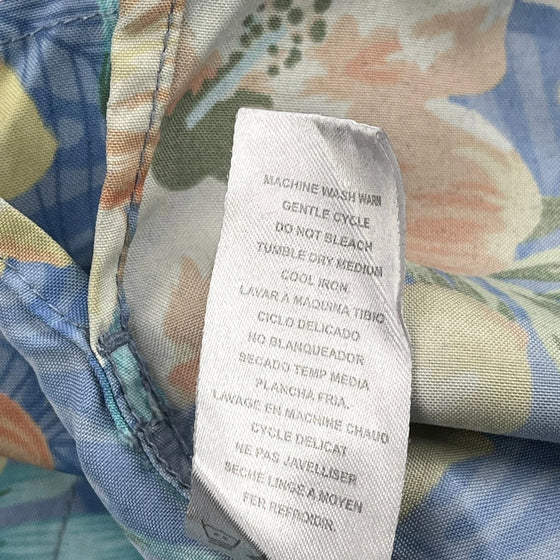 MACHINE WASH WARM
GENTLE CYCLE
DO NOT BLEACH
TUMBLE DRY MEDIUM
COOL IRON.
LAVAR A MAQUINA TIBIO
CICLO DELICADO
NO BLANQUEADOR
SECADO TEMP MEDIA
PLANCHA FRIA.
LAVAGE EN MACHINE CHAUD
CYCLE DELICAT
NE PAS JAVELLISER
SECHE LINGE A MOYEN
FER REFROIDIR.